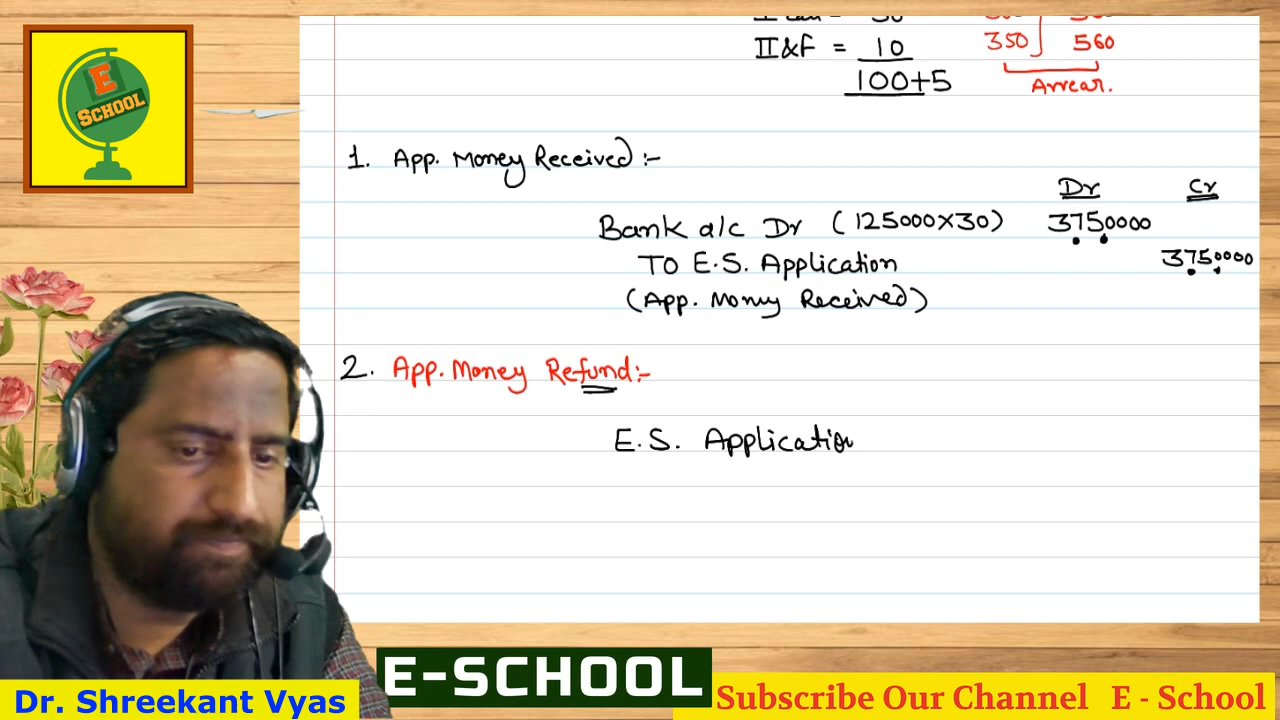 E
SCHOOL
II&F = 10
350 560
100+5
Arrear.
1. App. Money Received :-
Dr Cr
Bank a/c Dr (125000×30) 3750000
TO E.S. Application 3750000
(App. Money Received)
2. App. Money Refund:-
E.S. Application
E-SCHOOL
Dr. Shreekant Vyas
Subscribe Our Channel E - School